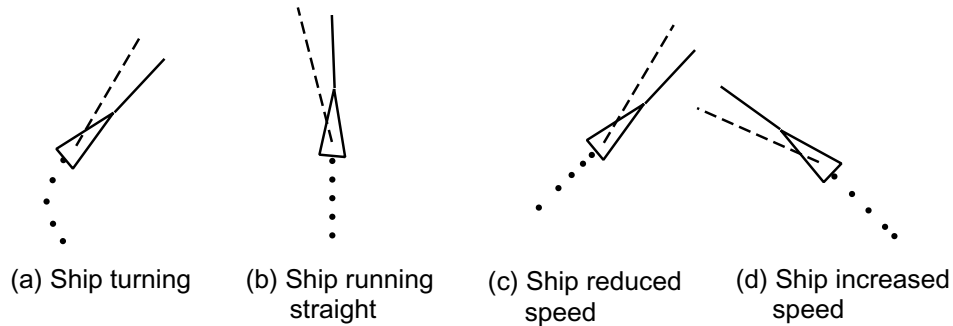 (a) Ship turning
(b) Ship running
straight
(c) Ship reduced
speed
(d) Ship increased
speed